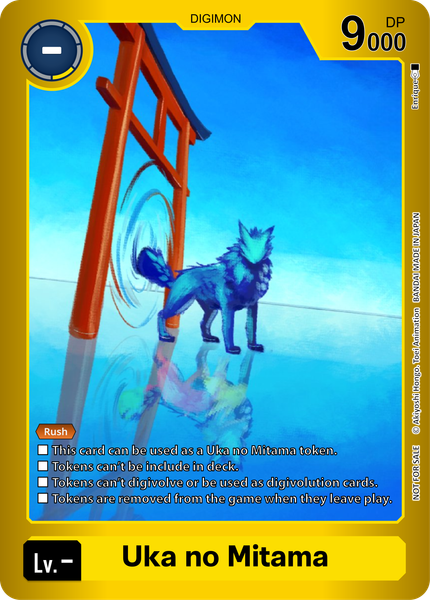 DIGIMON
DP
9000
-
Enrique
Rush
This card can be used as a Uka no Mitama token.
Tokens can't be include in deck.
Tokens can't digivolve or be used as digivolution cards.
Tokens are removed from the game when they leave play.
NOT FOR SALE © Akiyoshi Hongo, Toei Animation BANDAI MADE IN JAPAN
Lv.-
Uka no Mitama